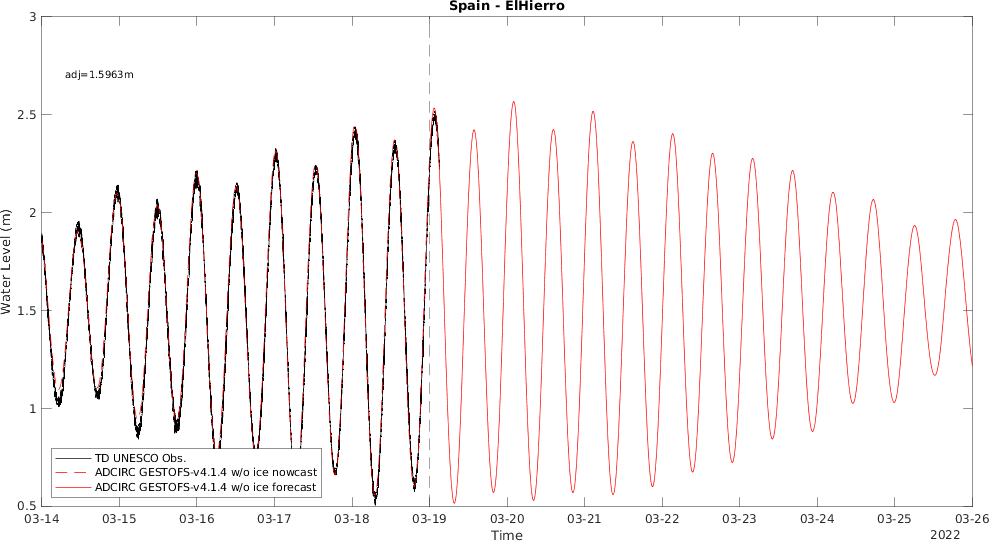 Spain - ElHierro
adj=1.5963m
Water Level (m)
3
2.5
2
1.5
1
0.5
TD UNESCO Obs.
ADCIRC GESTOFS-v4.1.4 w/o ice nowcast
ADCIRC GESTOFS-v4.1.4 w/o ice forecast
03-14 03-15 03-16 03-17 03-18 03-19 03-20 03-21 03-22 03-23 03-24 03-25 03-26
Time
2022